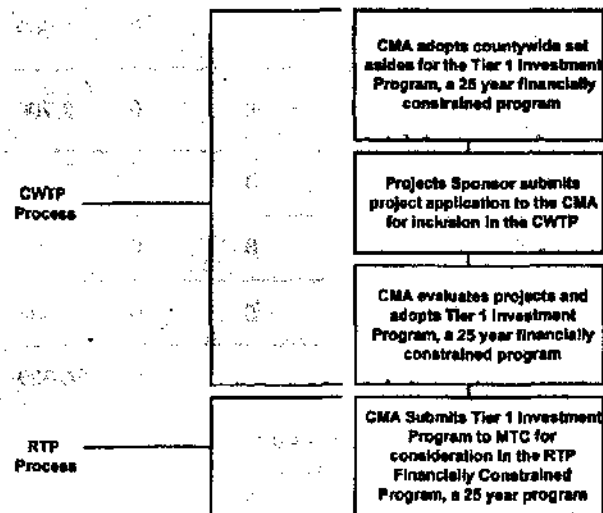 CMA adopts countywide set
asides for the Tier 1 Investment
Program, a 25 year financially
constrained program
CWTP
Process
Projects Sponsor submits
project application to the CMA
for inclusion in the CWTP
CMA evaluates projects and
adopts Tier 1 Investment
Program, a 25 year financially
constrained program
RTP
Process
CMA Submits Tier 1 Investment
Program to MTC for
consideration in the RTP
Financially Constrained
Program, a 25 year program